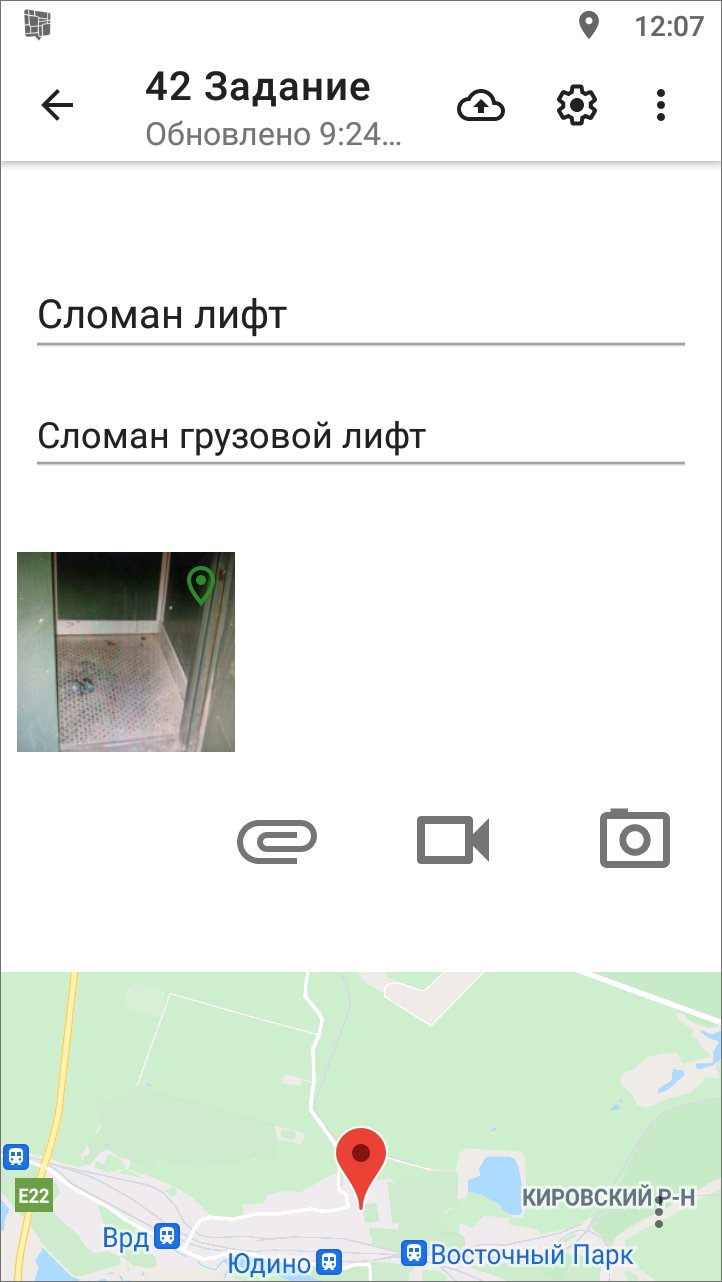 12:07
42 Задание
Обновлено 9:24...
Сломан лифт
Сломан грузовой лифт
E22
КИРОВСКИЙ Р-Н
Врд
Юдино
Восточный Парк